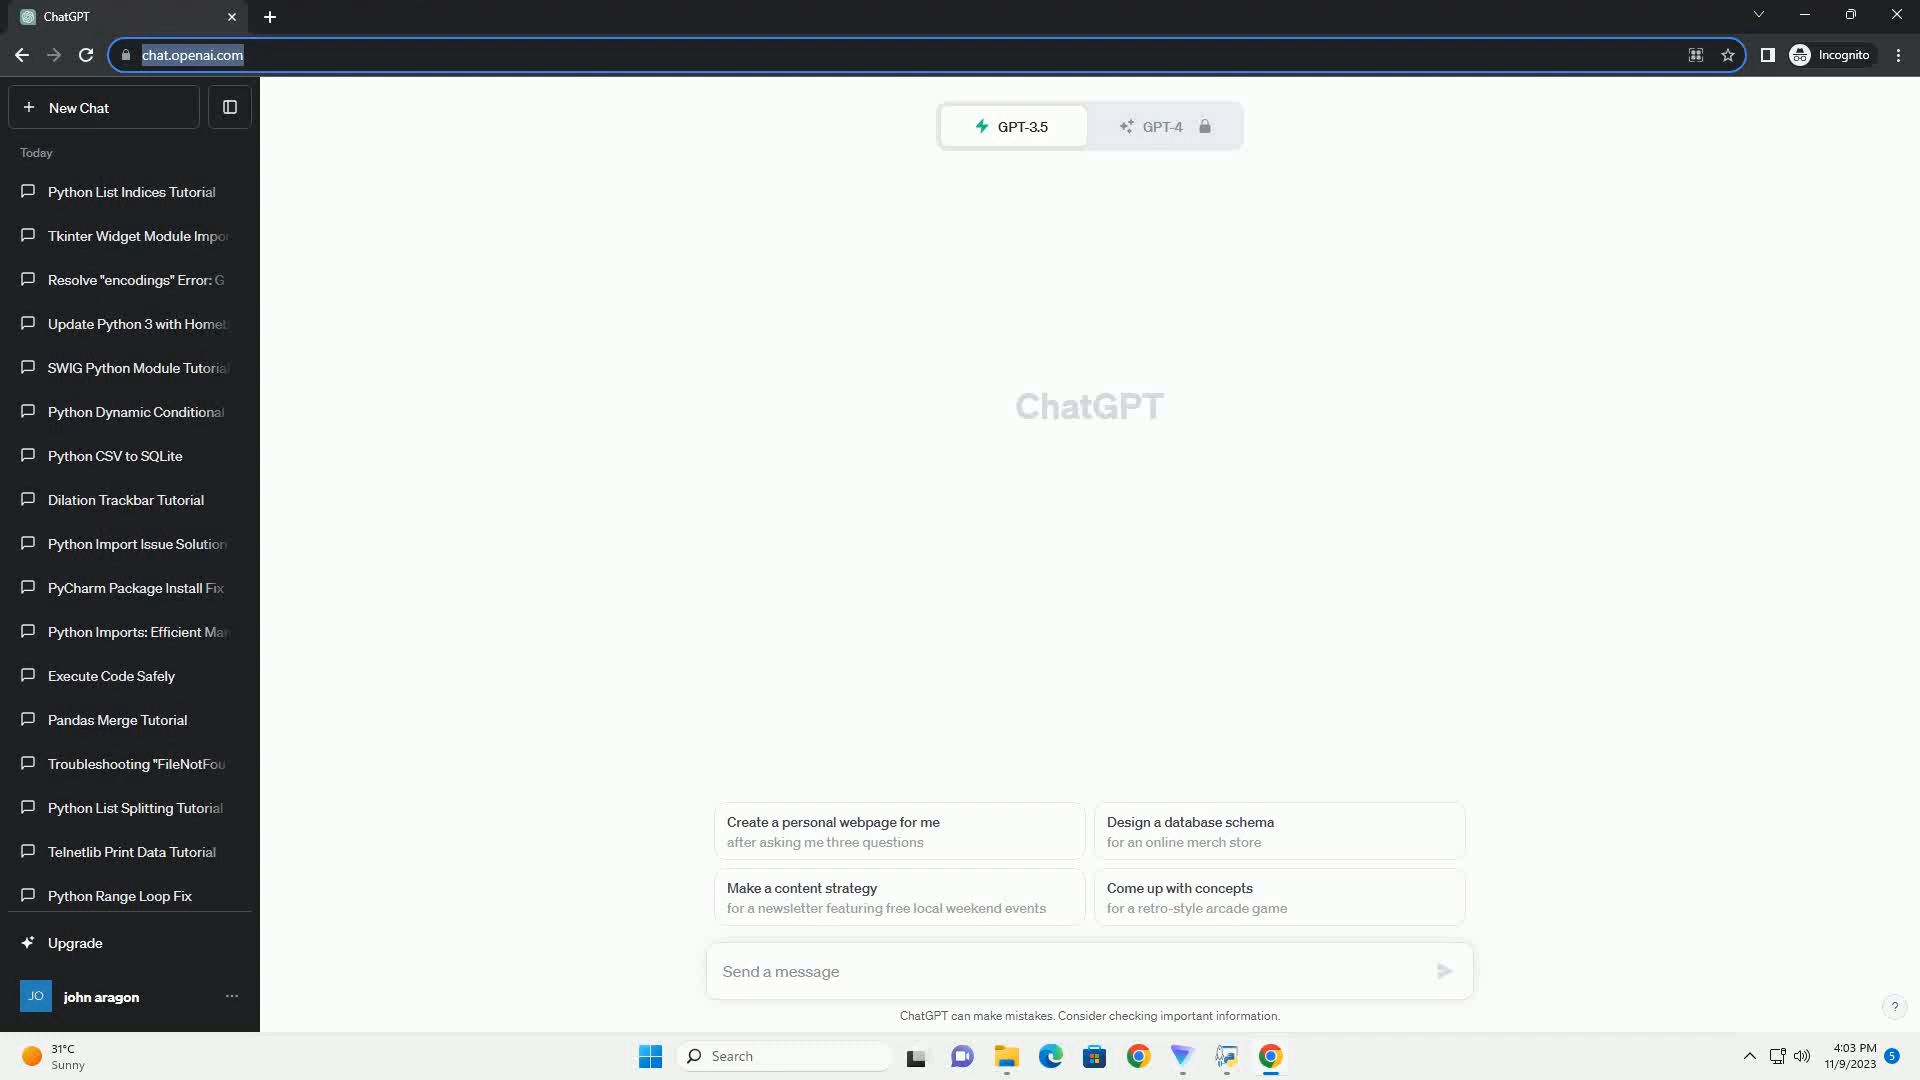 ChatGPT
chat.openai.com
Incognito
New Chat
GPT-3.5
GPT-4
Today
Python List Indices Tutorial
Tkinter Widget Module Impo
Resolve "encodings" Error: G
Update Python 3 with Home
SWIG Python Module Tutorial
Python Dynamic Conditional
Python CSV to SQLite
Dilation Trackbar Tutorial
Python Import Issue Solution
PyCharm Package Install Fix
Python Imports: Efficient Ma
Execute Code Safely
Pandas Merge Tutorial
Troubleshooting "FileNotFou
Python List Splitting Tutorial
Telnetlib Print Data Tutorial
Python Range Loop Fix
Upgrade
JO
john aragon
ChatGPT
Create a personal webpage for me
after asking me three questions
Design a database schema
for an online merch store
Make a content strategy
for a newsletter featuring free local weekend events
Come up with concepts
for a retro-style arcade game
Send a message
ChatGPT can make mistakes. Consider checking important information.
?
31°C
Sunny
Search
4:03 PM
11/9/2023
5